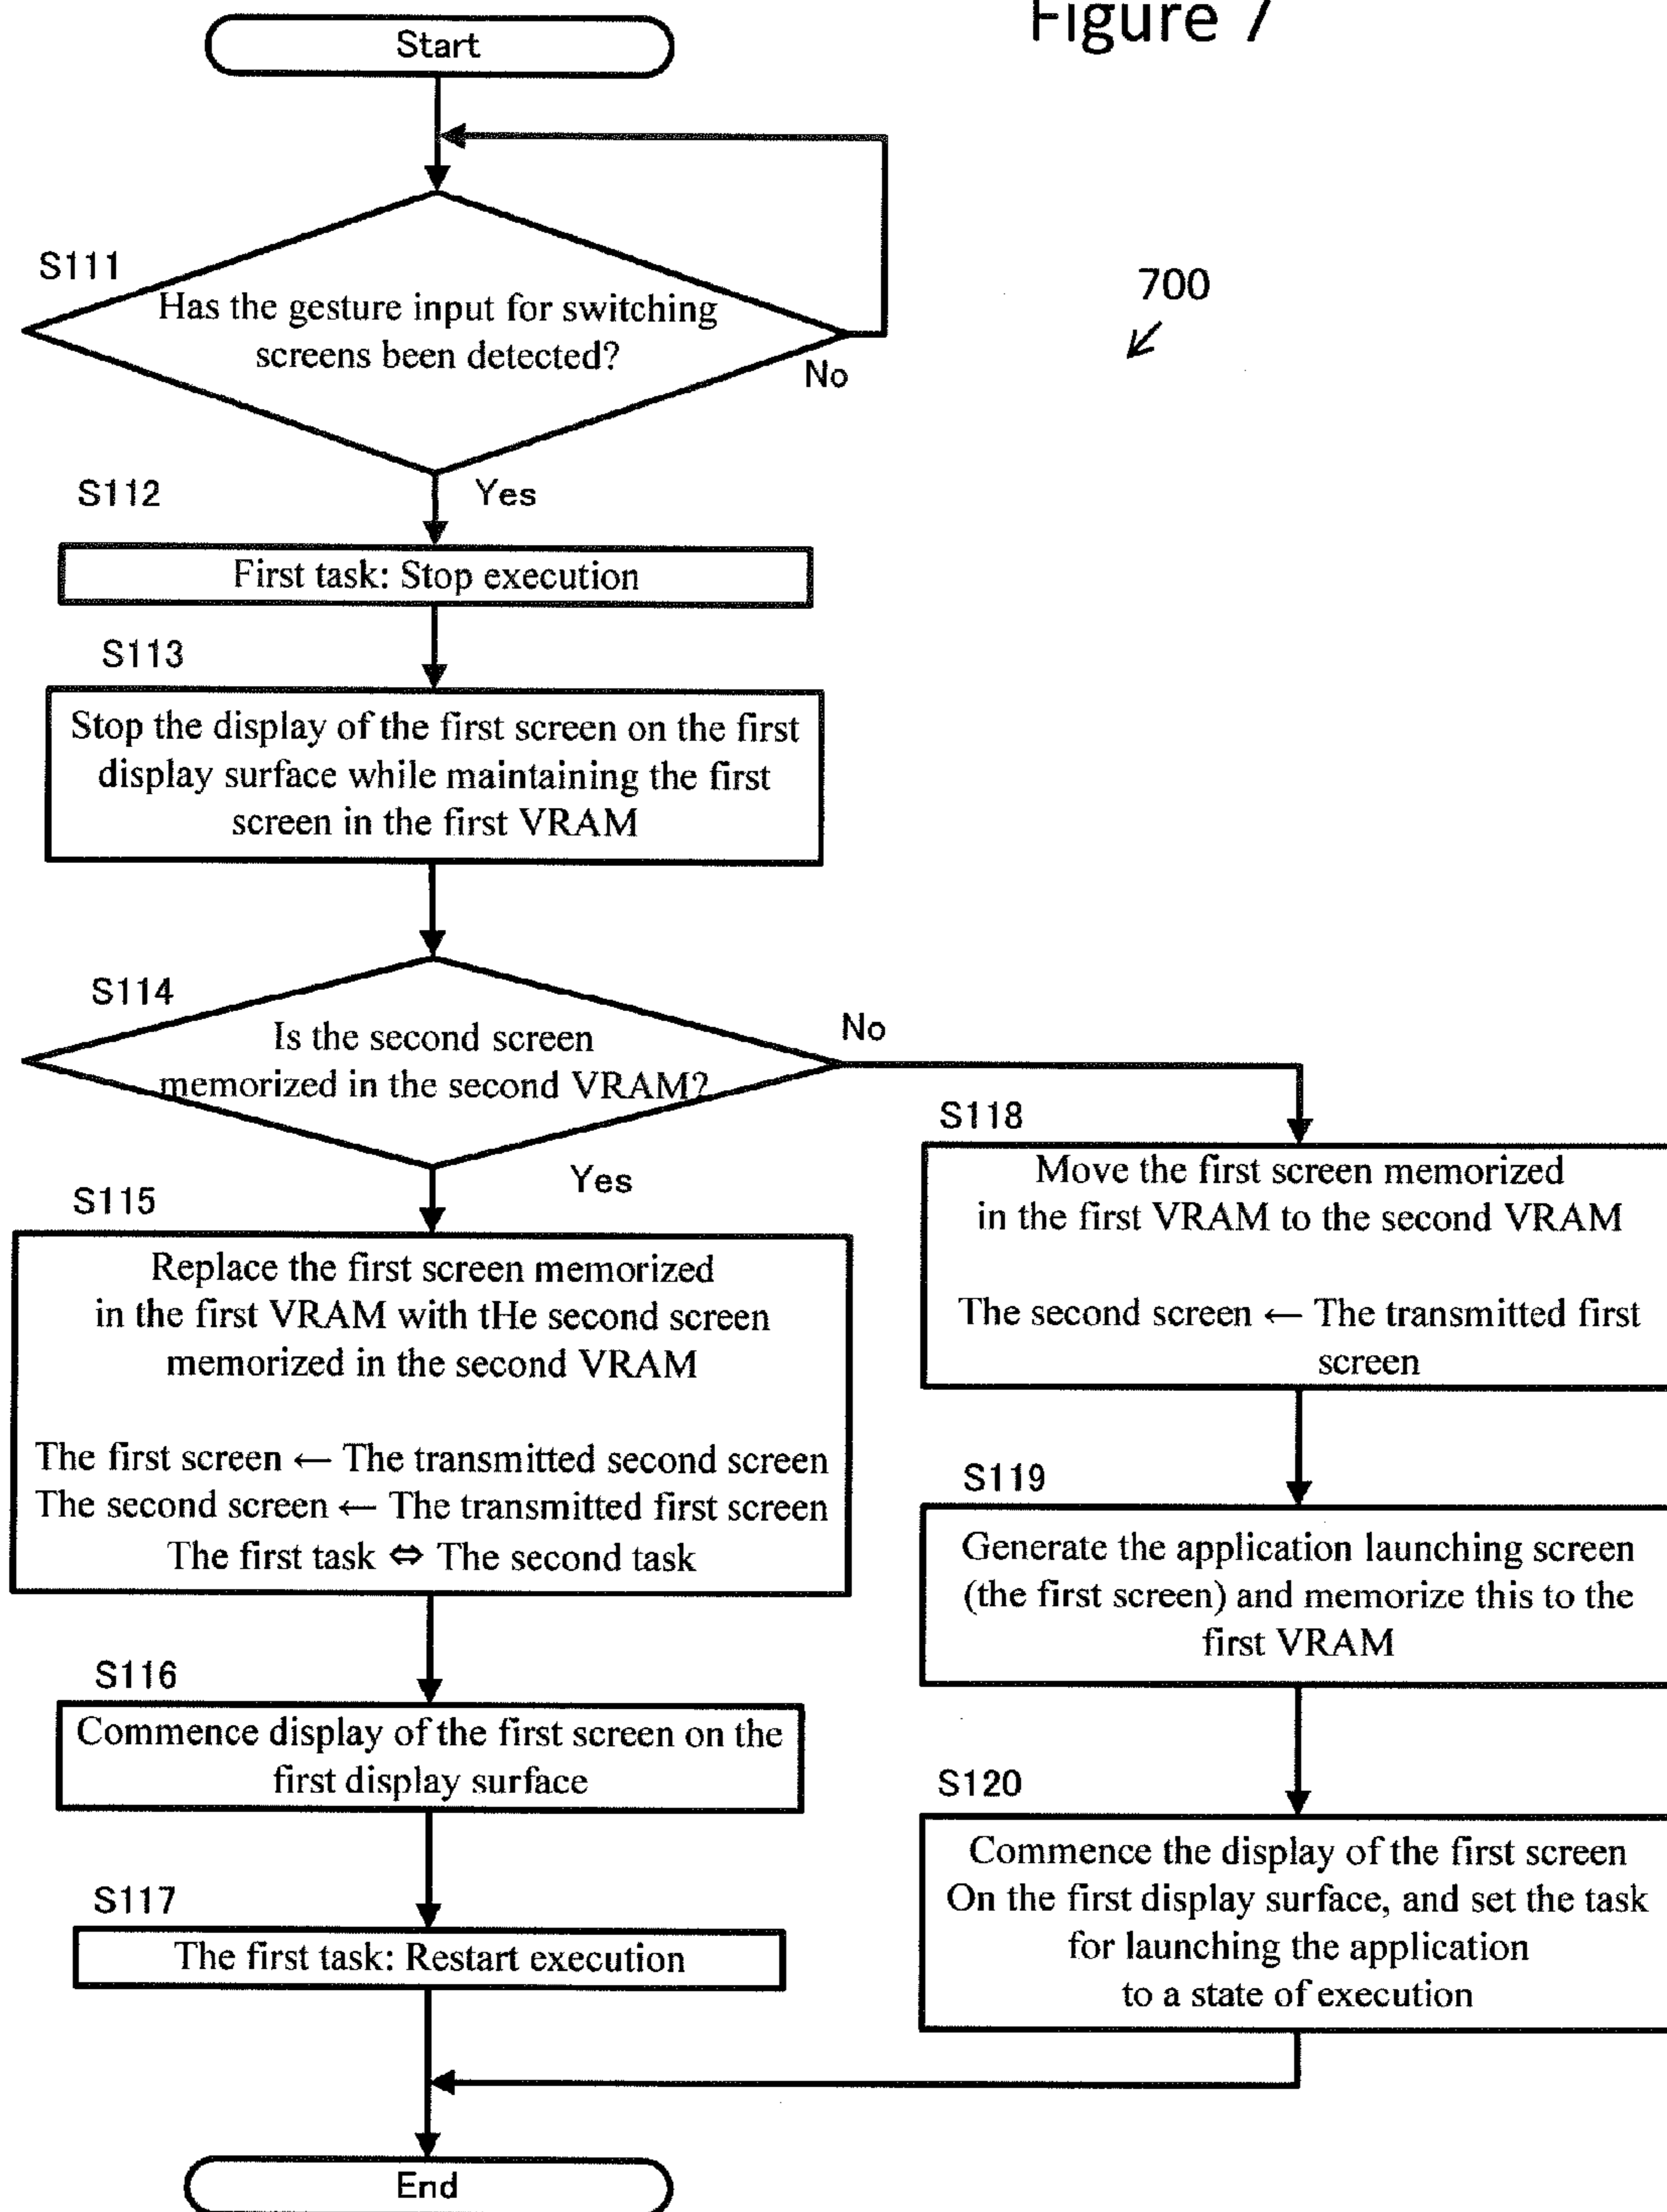 Figure 7
Start
S111
Has the gesture input for switching
screens been detected?
No
700
Yes
S112
First task: Stop execution
S113
Stop the display of the first screen on the first
display surface while maintaining the first
screen in the first VRAM
S114
Is the second screen
memorized in the second VRAM?
No
Yes
S115
Replace the first screen memorized
in the first VRAM with tHe second screen
memorized in the second VRAM
The first screen ← The transmitted second screen
The second screen ← The transmitted first screen
The first task ⇔ The second task
S116
Commence display of the first screen on the
first display surface
S117
The first task: Restart execution
S118
Move the first screen memorized
in the first VRAM to the second VRAM
The second screen ← The transmitted first
screen
S119
Generate the application launching screen
(the first screen) and memorize this to the
first VRAM
S120
Commence the display of the first screen
On the first display surface, and set the task
for launching the application
to a state of execution
End